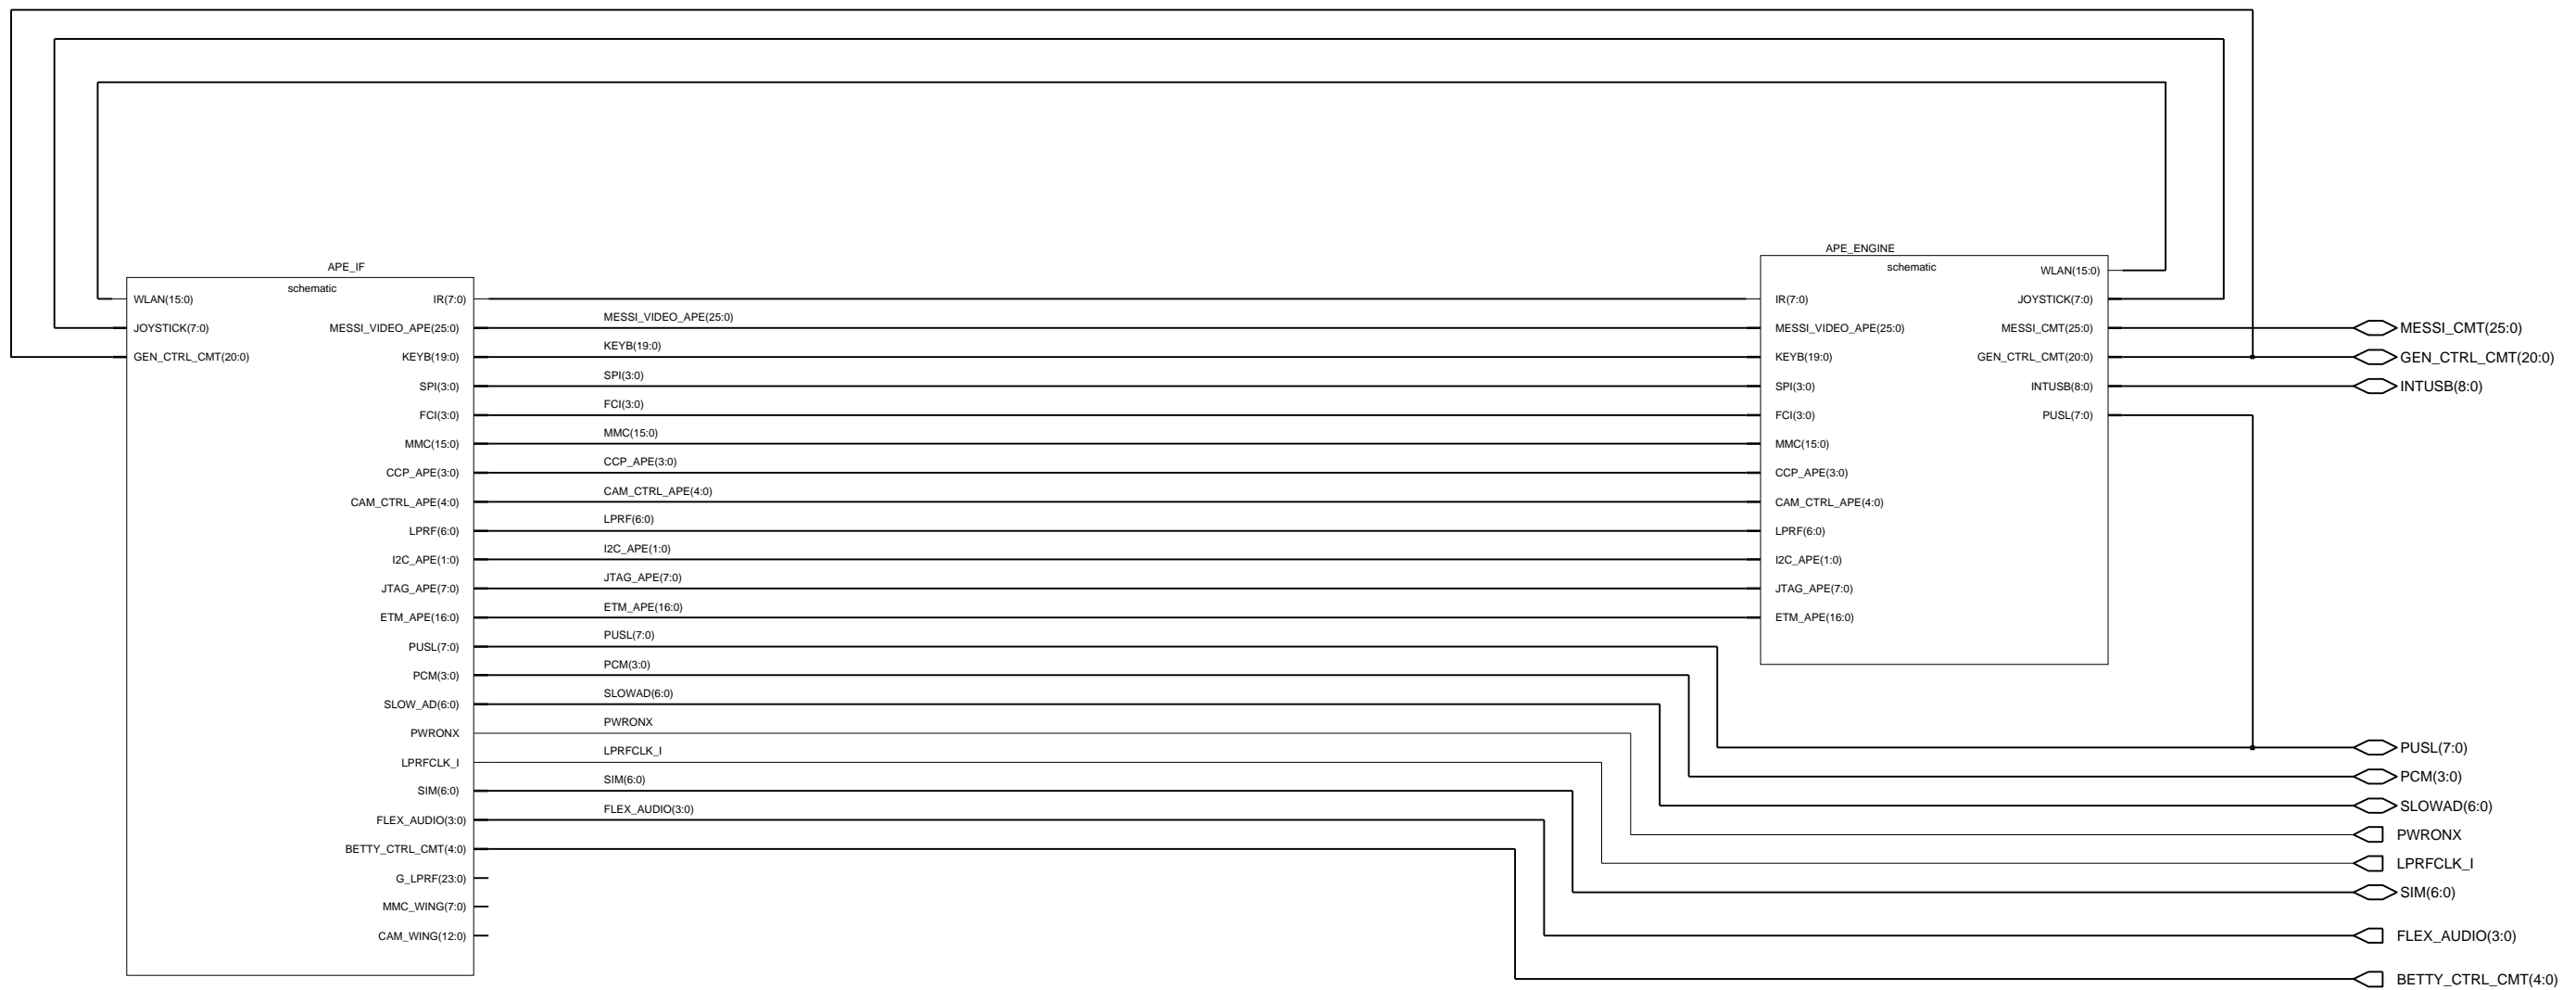 APE_IF
schematic
WLAN(15:0)
JOYSTICK(7:0)
GEN_CTRL_CMT(20:0)
IR(7:0)
MESSI_VIDEO_APE(25:0)
KEYB(19:0)
SPI(3:0)
FCI(3:0)
MMC(15:0)
CCP_APE(3:0)
CAM_CTRL_APE(4:0)
LPRF(6:0)
I2C_APE(1:0)
JTAG_APE(7:0)
ETM_APE(16:0)
PUSL(7:0)
PCM(3:0)
SLOW_AD(6:0)
PWRONX
LPRFCLK_I
SIM(6:0)
FLEX_AUDIO(3:0)
BETTY_CTRL_CMT(4:0)
G_LPRF(23:0)
MMC_WING(7:0)
CAM_WING(12:0)
MESSI_VIDEO_APE(25:0)
KEYB(19:0)
SPI(3:0)
FCI(3:0)
MMC(15:0)
CCP_APE(3:0)
CAM_CTRL_APE(4:0)
LPRF(6:0)
I2C_APE(1:0)
JTAG_APE(7:0)
ETM_APE(16:0)
PUSL(7:0)
PCM(3:0)
SLOWAD(6:0)
PWRONX
LPRFCLK_I
SIM(6:0)
FLEX_AUDIO(3:0)
APE_ENGINE
schematic
IR(7:0)
MESSI_VIDEO_APE(25:0)
KEYB(19:0)
SPI(3:0)
FCI(3:0)
MMC(15:0)
CCP_APE(3:0)
CAM_CTRL_APE(4:0)
LPRF(6:0)
I2C_APE(1:0)
JTAG_APE(7:0)
ETM_APE(16:0)
WLAN(15:0)
JOYSTICK(7:0)
MESSI_CMT(25:0)
GEN_CTRL_CMT(20:0)
INTUSB(8:0)
PUSL(7:0)
MESSI_CMT(25:0)
GEN_CTRL_CMT(20:0)
INTUSB(8:0)
PUSL(7:0)
PCM(3:0)
SLOWAD(6:0)
PWRONX
LPRFCLK_I
SIM(6:0)
FLEX_AUDIO(3:0)
BETTY_CTRL_CMT(4:0)